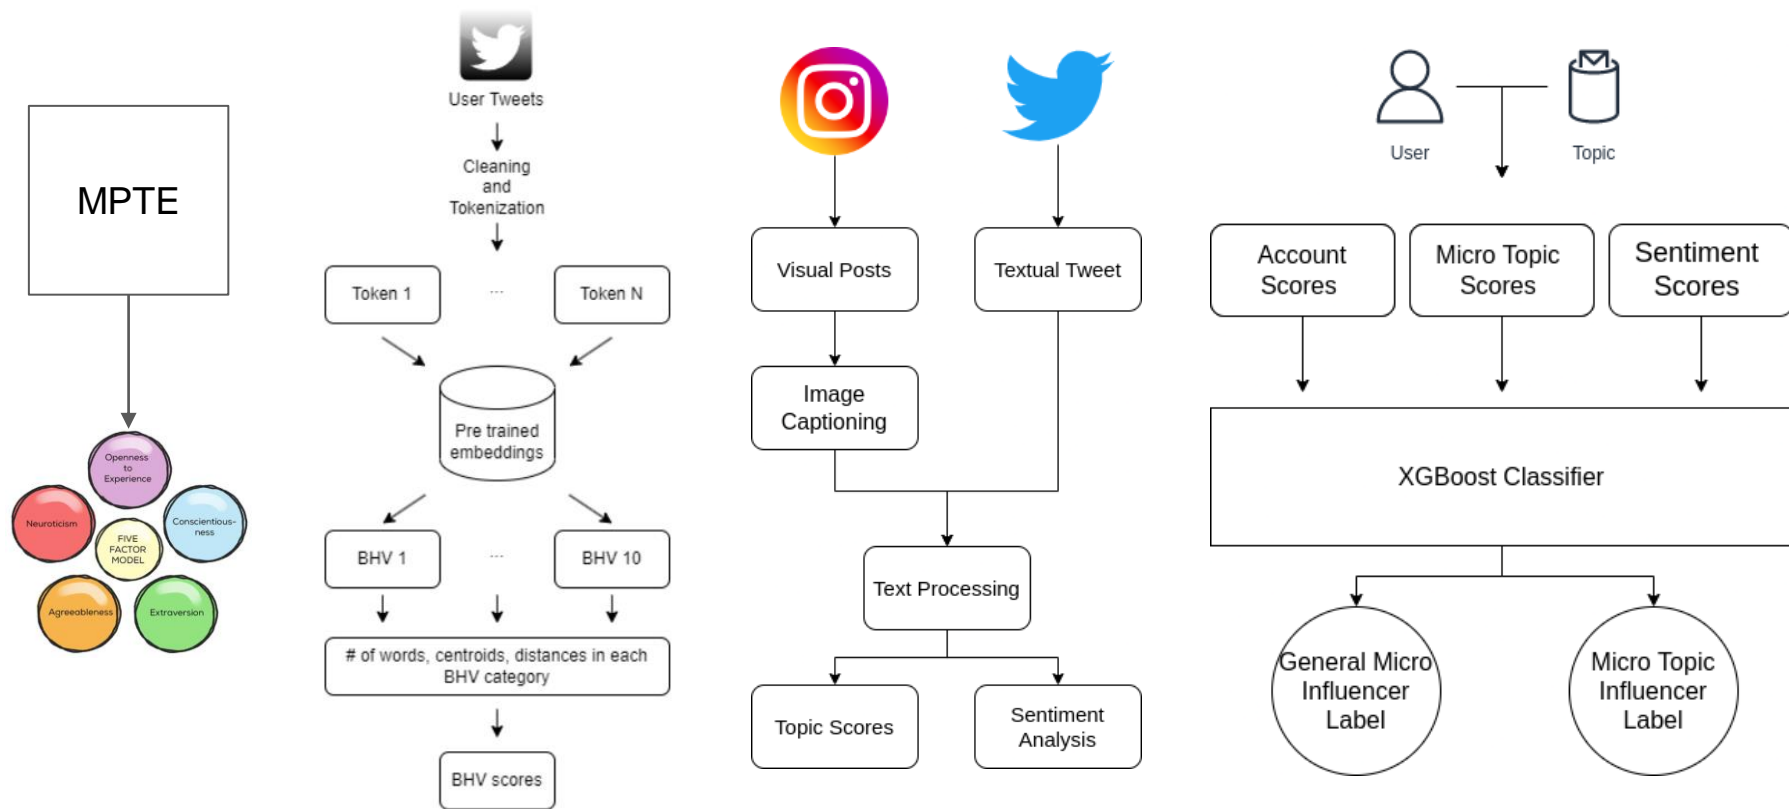 MPTE
Openness
to
Experience
Neuroticism
Conscientious-
ness
FIVE
FACTOR
MODEL
Agreeableness
Extraversion
User Tweets
Cleaning
and
Tokenization
Token 1
...
Token N
Pre trained
embeddings
BHV 1
...
BHV 10
# of words, centroids, distances in each
BHV category
BHV scores
Visual Posts
Textual Tweet
Image
Captioning
Text Processing
Topic Scores
Sentiment
Analysis
User
Topic
Account
Scores
Micro Topic
Scores
Sentiment
Scores
XGBoost Classifier
General Micro
Influencer
Label
Micro Topic
Influencer
Label